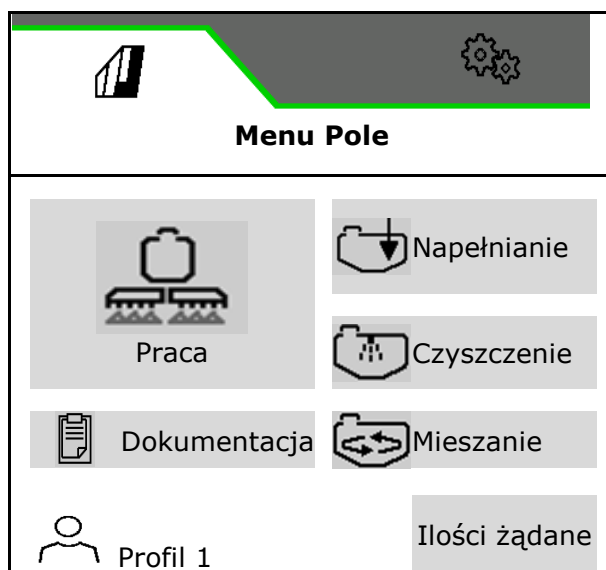 Menu Pole
Praca
Napełnianie
Czyszczenie
Dokumentacja
Mieszanie
Profil 1
Ilości żądane